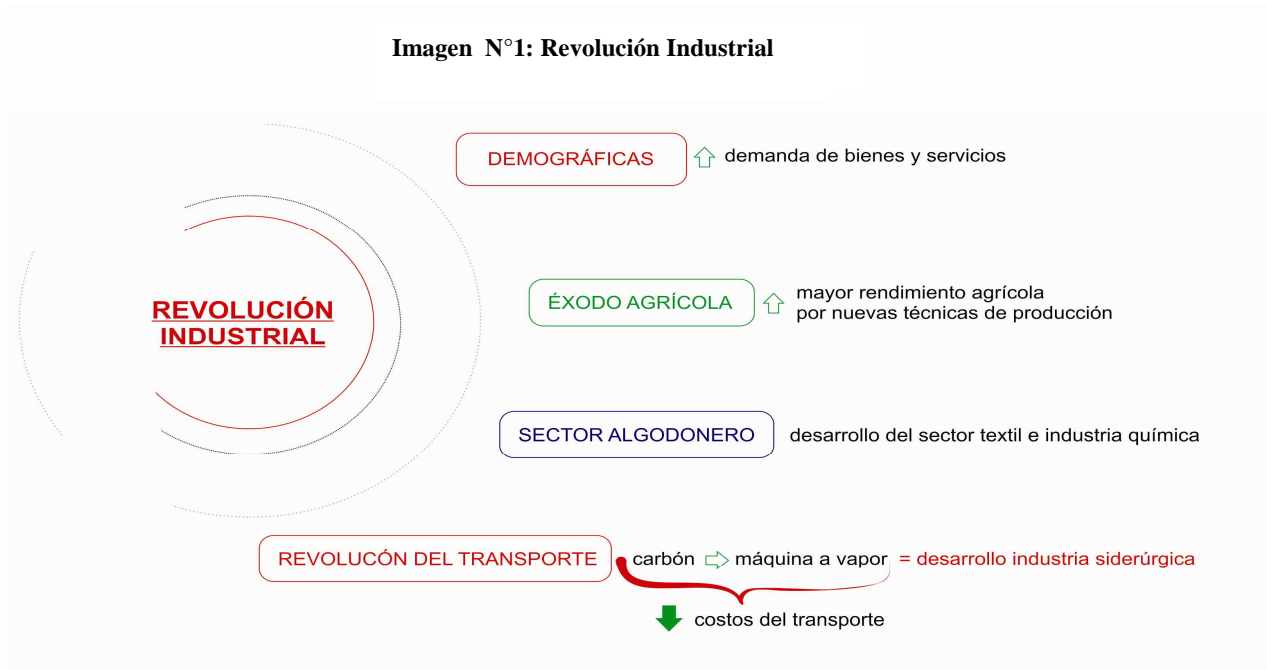 Imagen N°1: Revolución Industrial
REVOLUCIÓN
INDUSTRIAL
DEMOGRÁFICAS demanda de bienes y servicios
ÉXODO AGRÍCOLA mayor rendimiento agrícola
por nuevas técnicas de producción
SECTOR ALGODONERO desarrollo del sector textil e industria química
REVOLUCÓN DEL TRANSPORTE carbón máquina a vapor = desarrollo industria siderúrgica
costos del transporte